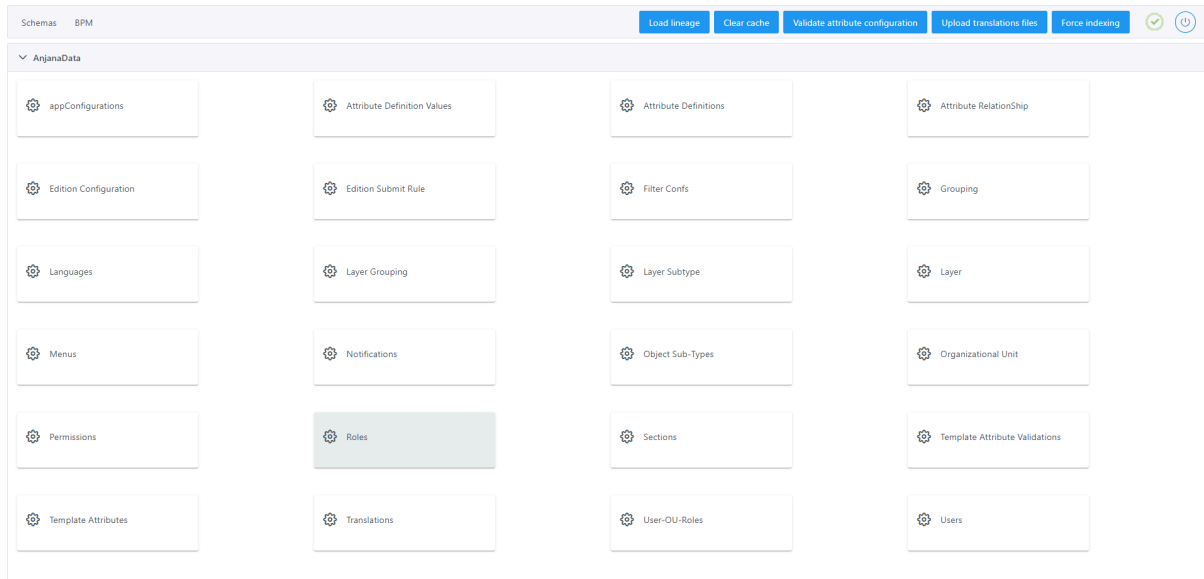 Schemas BPM Load lineage Clear cache Validate attribute configuration Upload translations files Force indexing
AnjanaData
appConfigurations Attribute Definition Values Attribute Definitions Attribute RelationShip
Edition Configuration Edition Submit Rule Filter Confs Grouping
Languages Layer Grouping Layer Subtype Layer
Menus Notifications Object Sub-Types Organizational Unit
Permissions Roles Sections Template Attribute Validations
Template Attributes Translations User-OU-Roles Users